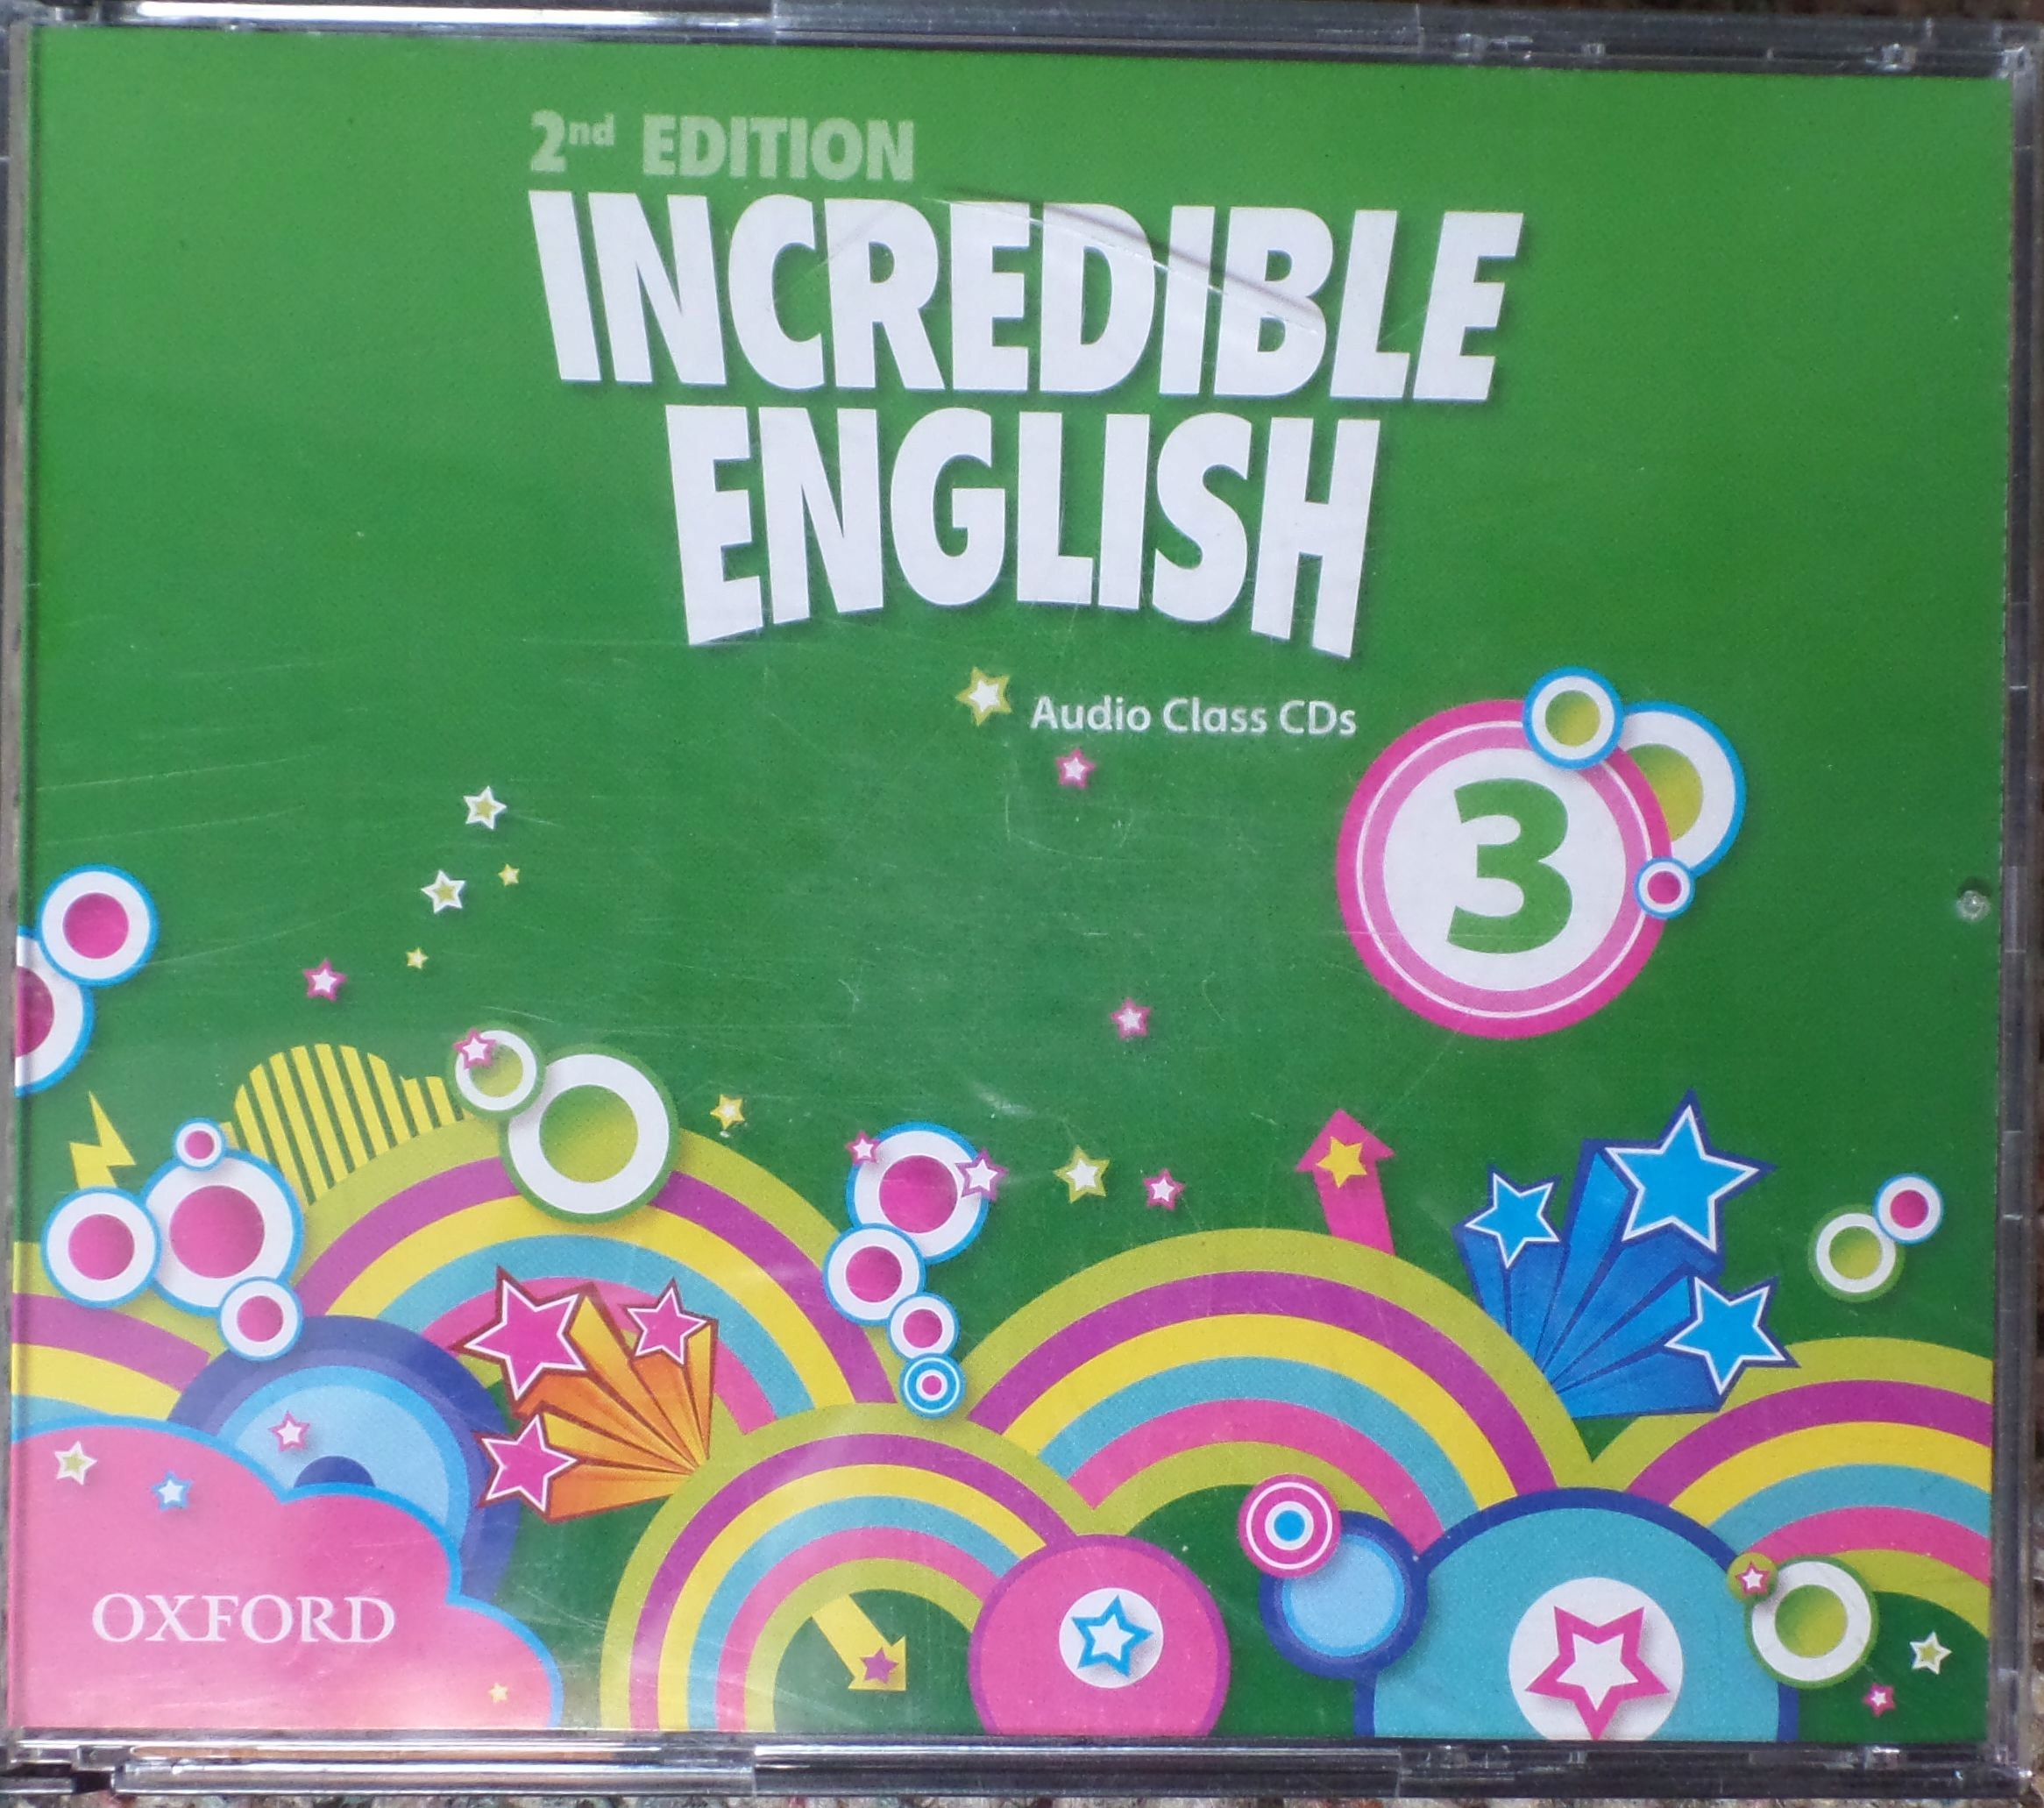 2nd EDITION
INCREDIBLE
ENGLISH
Audio Class CDs
3
OXFORD